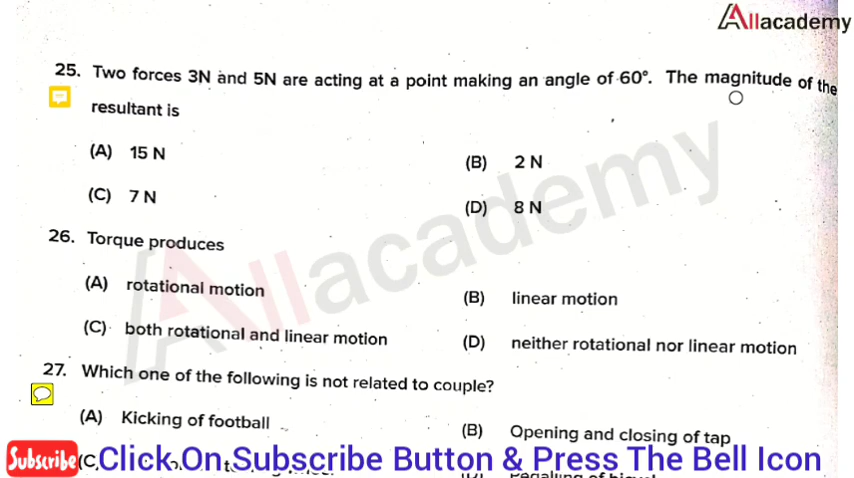 Allacademy
25. Two forces 3N and 5N are acting at a point making an angle of 60°. The magnitude of the
resultant is
(A) 15 N
(B) 2 N
(C) 7 N
(D) 8 N
26. Torque produces
(A) rotational motion
(B) linear motion
(C) both rotational and linear motion
(D) neither rotational nor linear motion
27. Which one of the following is not related to couple?
(A) Kicking of football
(B) Opening and closing of tap
Subscribe (C Click On Subscribe Button & Press The Bell Icon
Allacademy